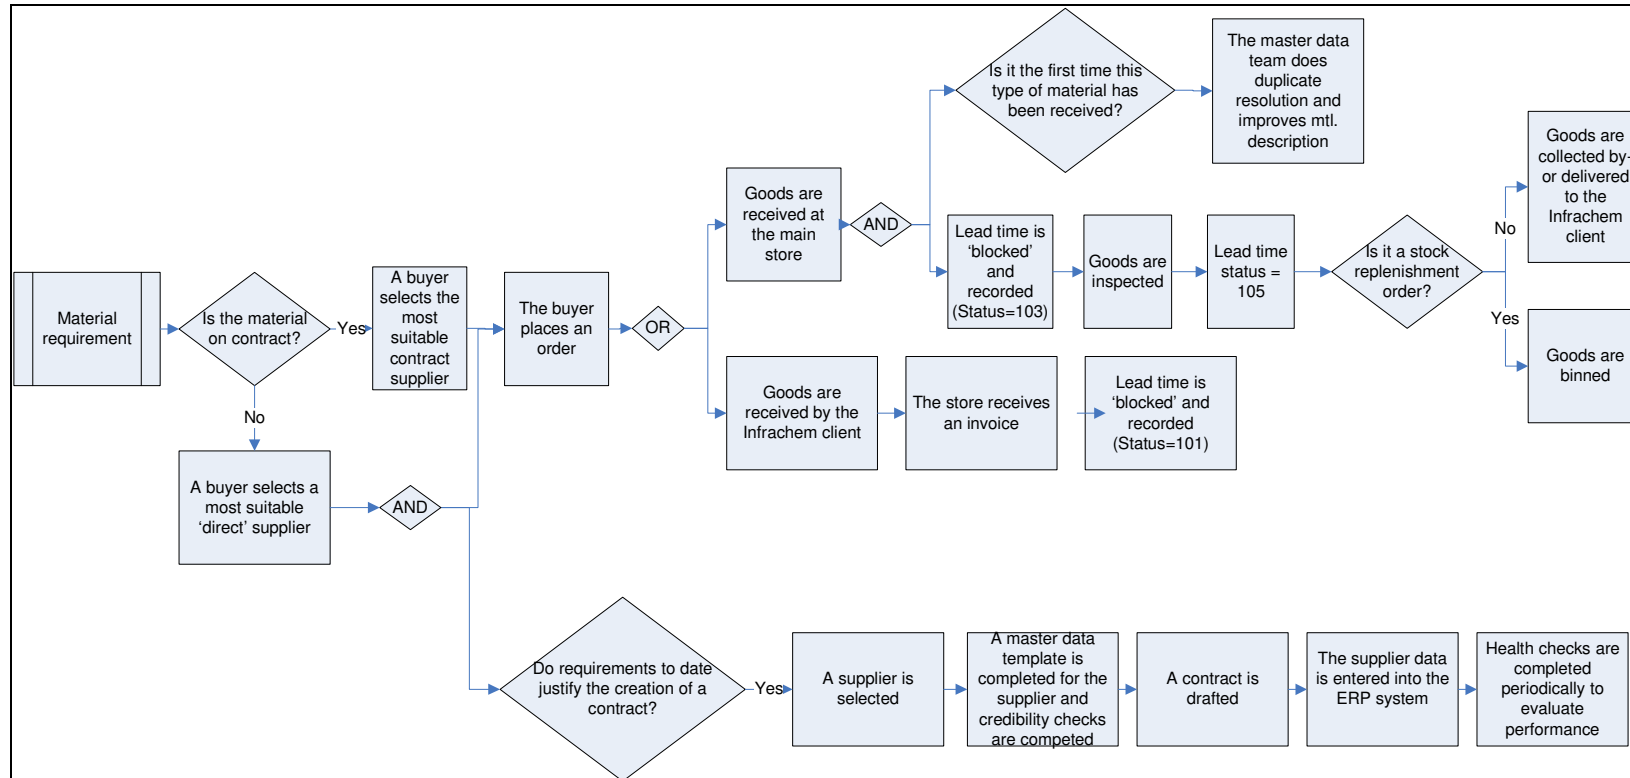 Material
requirement
Is the material
on contract?
Yes
No
A buyer
selects the
most
suitable
contract
supplier
A buyer selects a
most suitable
‘direct’ supplier
AND
The buyer
places an
order
OR
Goods are
received at
the main
store
AND
Is it the first time this
type of material has
been received?
The master data
team does
duplicate
resolution and
improves mtl.
description
Lead time is
‘blocked’
and
recorded
(Status=103)
Goods are
inspected
Lead time
status =
105
Is it a stock
replenishment
order?
No
Yes
Goods are
collected by-
or delivered
to the
Infrachem
client
Goods are
binned
Goods are
received by the
Infrachem client
The store receives
an invoice
Lead time is
‘blocked’ and
recorded
(Status=101)
Do requirements to date
justify the creation of a
contract?
Yes
A supplier is
selected
A master data
template is
completed for the
supplier and
credibility checks
are competed
A contract is
drafted
The supplier data
is entered into the
ERP system
Health checks are
completed
periodically to
evaluate
performance